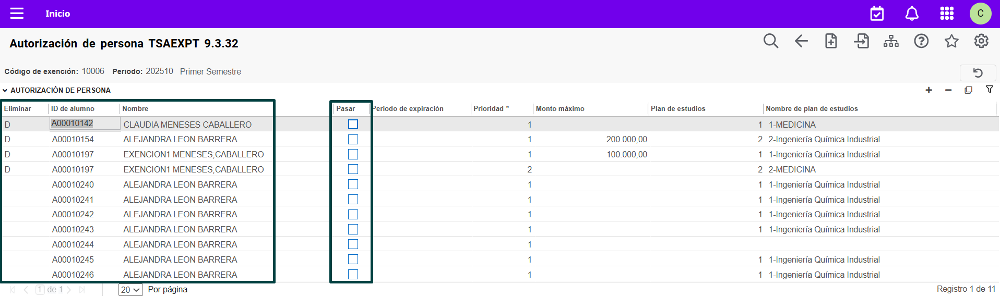 Inicio
C
Autorización de persona TSAEXPT 9.3.32
Código de exención: 10006 Periodo: 202510 Primer Semestre
AUTORIZACIÓN DE PERSONA
Eliminar ID de alumno Nombre Pasar Periodo de expiración Prioridad * Monto máximo Plan de estudios Nombre de plan de estudios
D A00010142 CLAUDIA MENESES CABALLERO 1 1 1-MEDICINA
D A00010154 ALEJANDRA LEON BARRERA 1 200.000,00 2 2-Ingeniería Química Industrial
D A00010197 EXENCION1 MENESES;CABALLERO 1 100.000,00 1 1-Ingeniería Química Industrial
D A00010197 EXENCION1 MENESES;CABALLERO 2 2 2-MEDICINA
A00010240 ALEJANDRA LEON BARRERA 1 1 1-Ingeniería Química Industrial
A00010241 ALEJANDRA LEON BARRERA 1 1 1-Ingeniería Química Industrial
A00010242 ALEJANDRA LEON BARRERA 1 1 1-Ingeniería Química Industrial
A00010243 ALEJANDRA LEON BARRERA 1 1 1-Ingeniería Química Industrial
A00010244 ALEJANDRA LEON BARRERA 1
A00010245 ALEJANDRA LEON BARRERA 1 1 1-Ingeniería Química Industrial
A00010246 ALEJANDRA LEON BARRERA 1 1 1-Ingeniería Química Industrial
1 de 1 20 Por página Registro 1 de 11